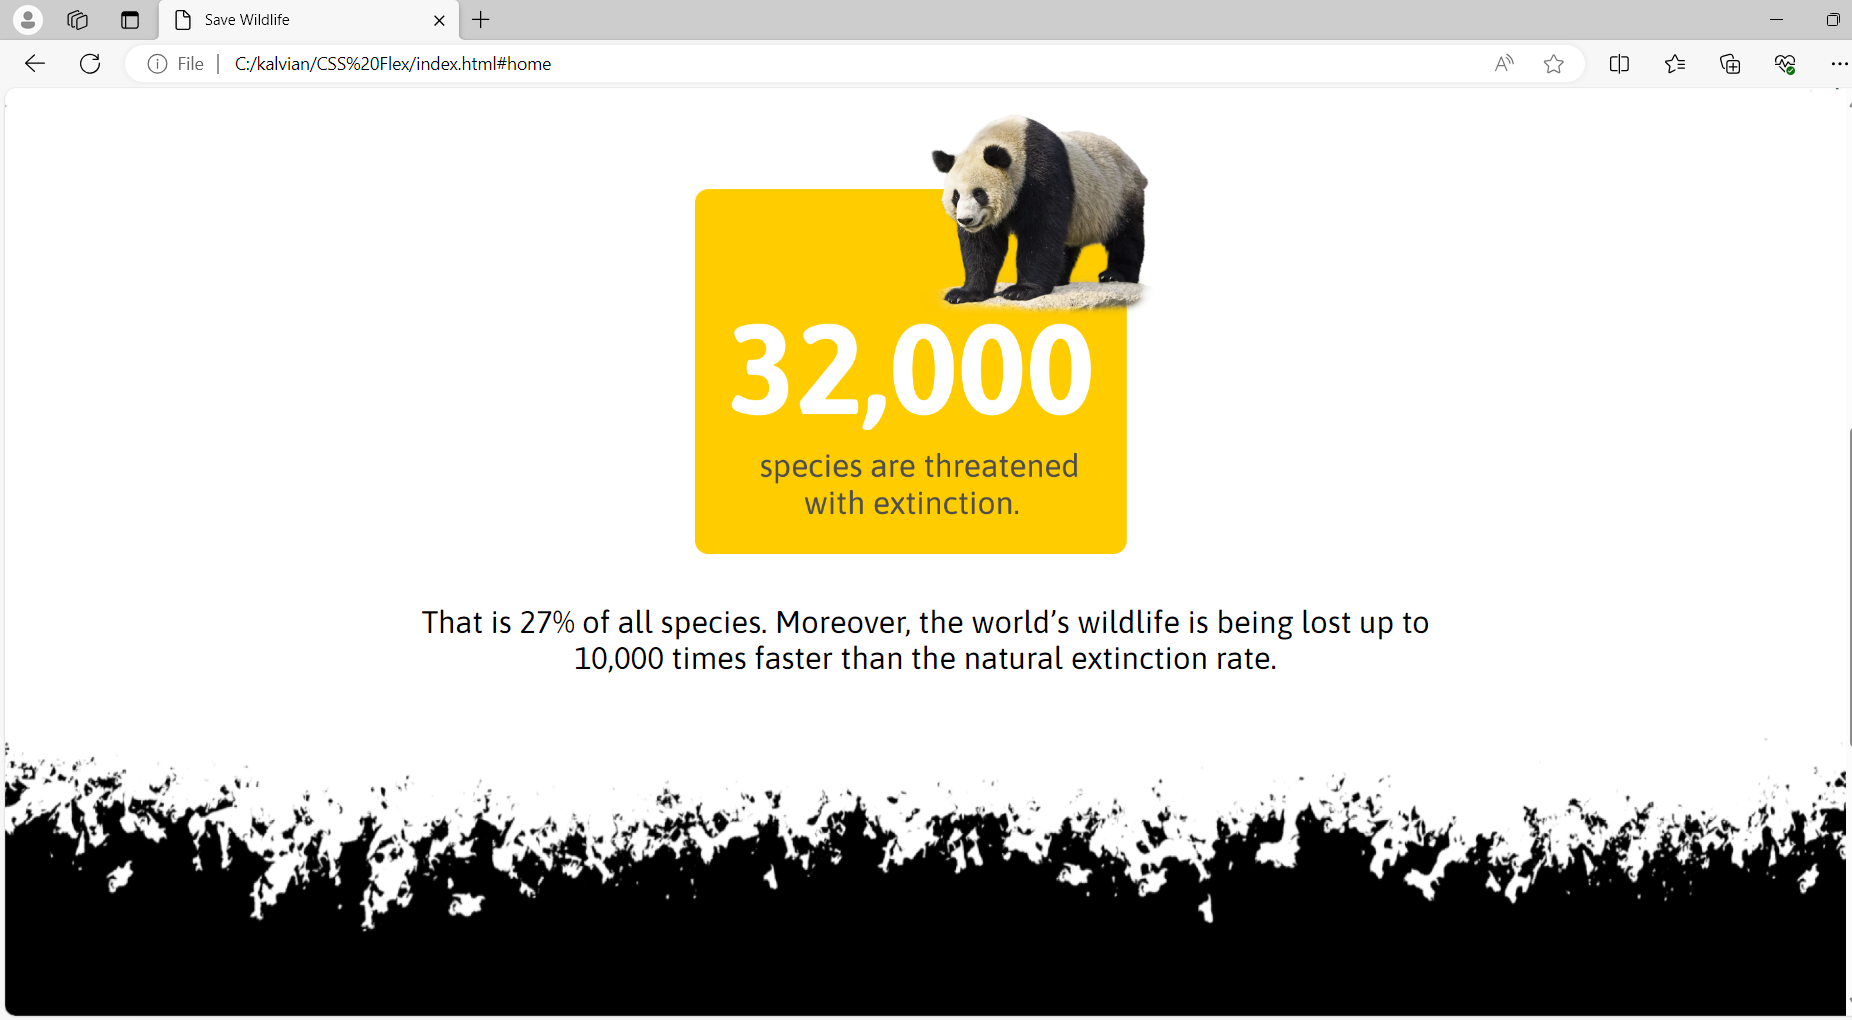 Save Wildlife
File
C:/kalvian/CSS%20Flex/index.html#home
32,000
species are threatened
with extinction.
That is 27% of all species. Moreover, the world’s wildlife is being lost up to
10,000 times faster than the natural extinction rate.